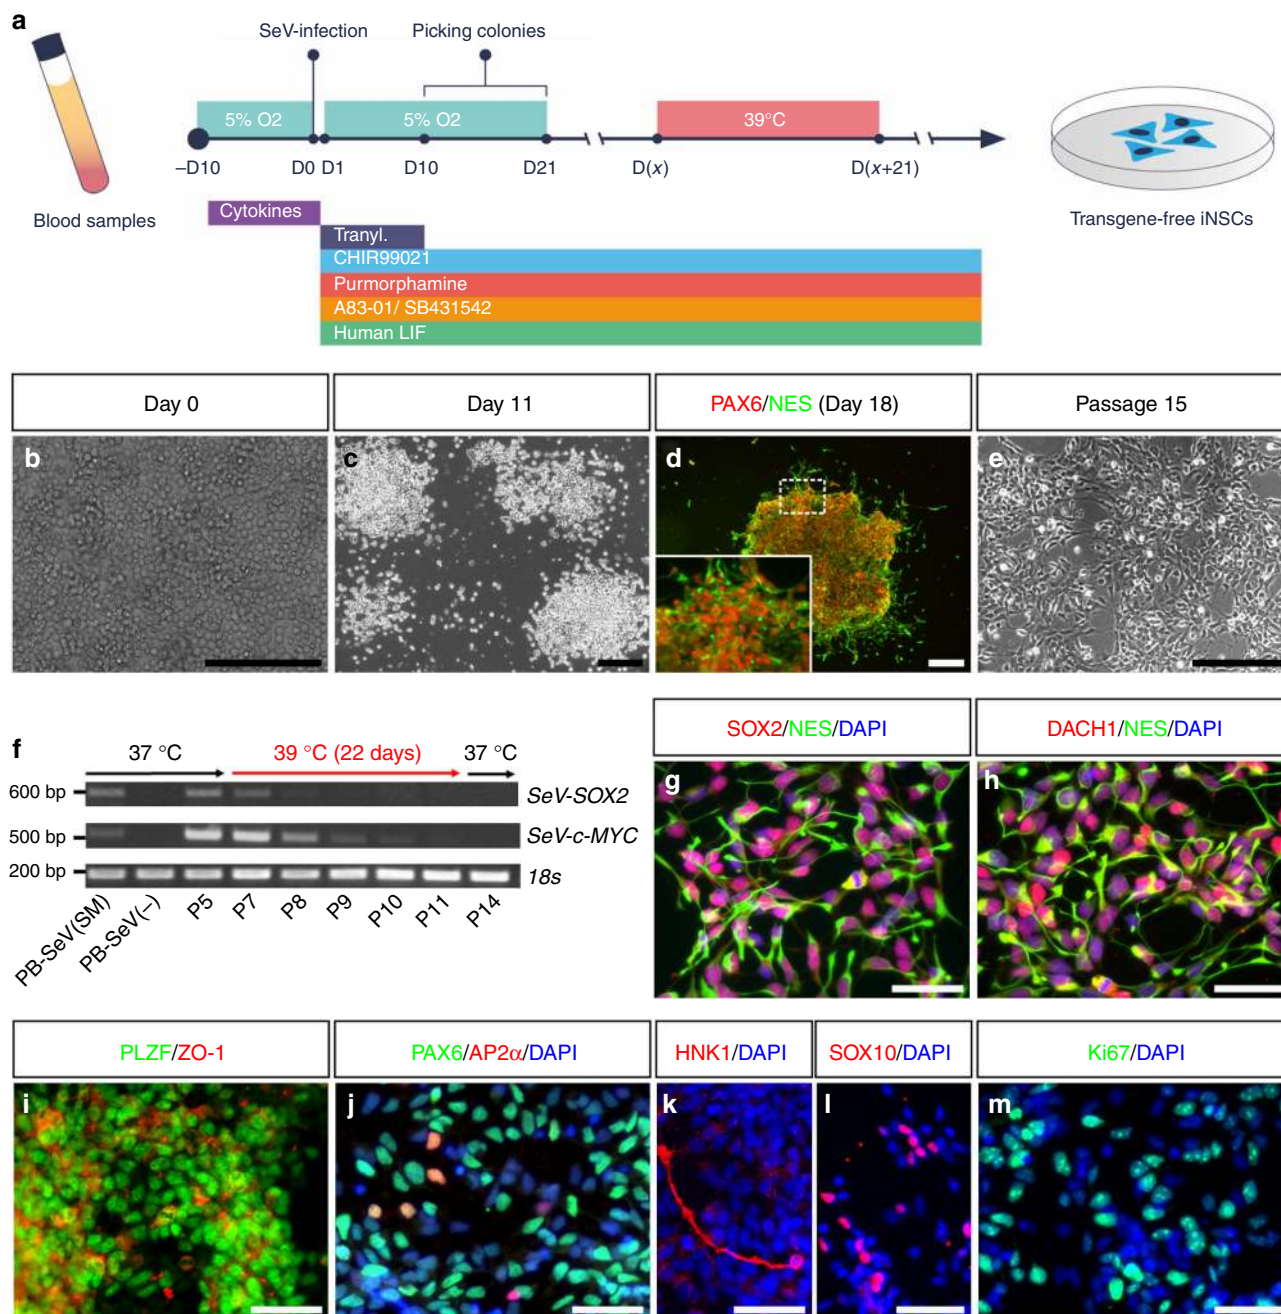 a
SeV-infection
Picking colonies
5% O2
5% O2
39°C
–D10
D0 D1
D10
D21
D(x)
D(x+21)
Blood samples
Transgene-free iNSCs
Cytokines
Tranyl.
CHIR99021
Purmorphamine
A83-01/ SB431542
Human LIF
Day 0
Day 11
PAX6/NES (Day 18)
Passage 15
b
c
d
e
f
37 °C
39 °C (22 days)
37 °C
600 bp
SeV-SOX2
500 bp
SeV-c-MYC
200 bp
18s
PB-SeV(SM)
PB-SeV(–)
P5
P7
P8
P9
P10
P11
P14
SOX2/NES/DAPI
DACH1/NES/DAPI
g
h
PLZF/ZO-1
PAX6/AP2α/DAPI
HNK1/DAPI
SOX10/DAPI
Ki67/DAPI
i
j
k
l
m